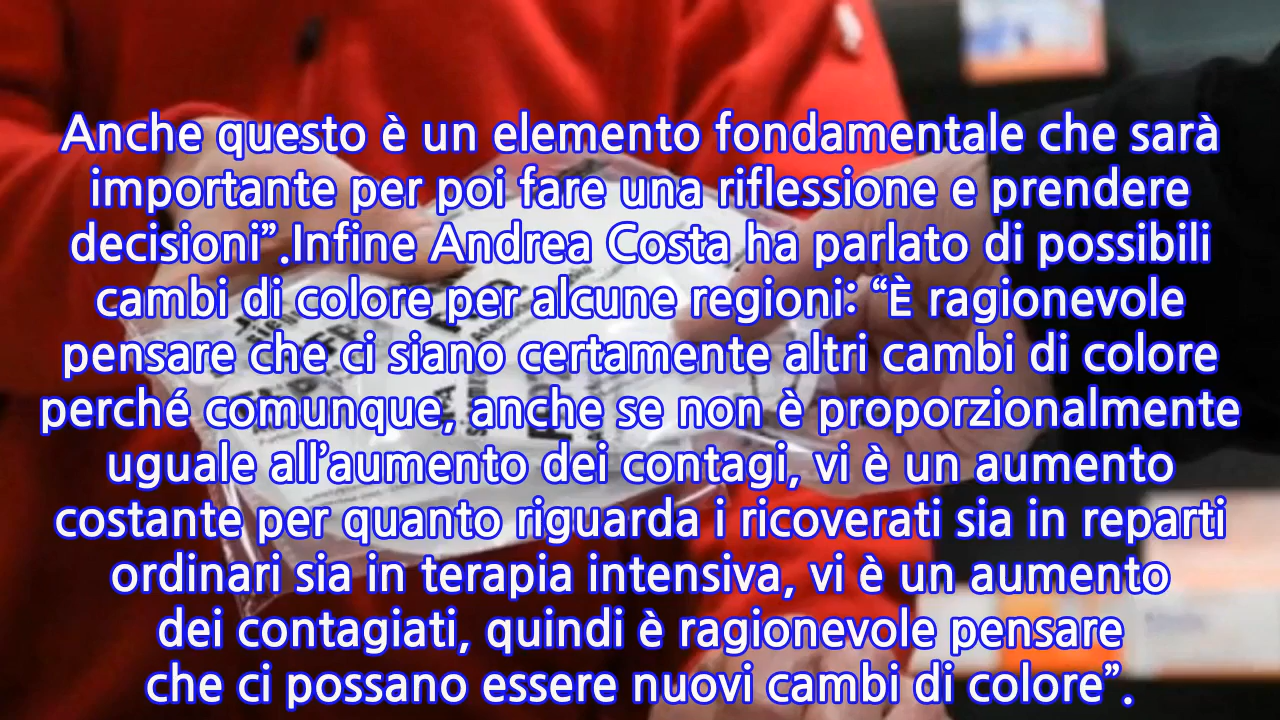 Anche questo è un elemento fondamentale che sarà
importante per poi fare una riflessione e prendere
decisioni”.Infine Andrea Costa ha parlato di possibili
cambi di colore per alcune regioni: “È ragionevole
pensare che ci siano certamente altri cambi di colore
perché comunque, anche se non è proporzionalmente
uguale all’aumento dei contagi, vi è un aumento
costante per quanto riguarda i ricoverati sia in reparti
ordinari sia in terapia intensiva, vi è un aumento
dei contagiati, quindi è ragionevole pensare
che ci possano essere nuovi cambi di colore”.